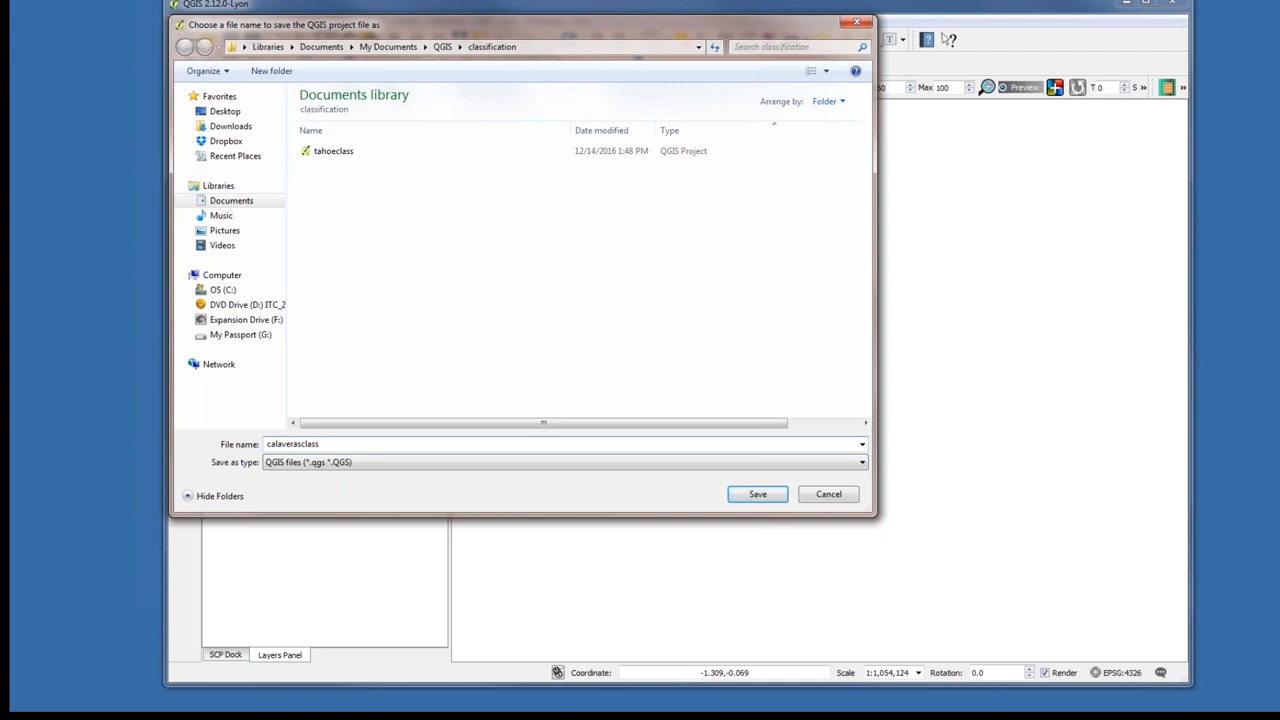 QGIS 2.12.0-Lyon
Choose a file name to save the QGIS project file as
Libraries Documents My Documents QGIS classification Search classification
Organize New folder
Max 100 Preview T 0 S »
»
Favorites
Desktop
Downloads
Dropbox
Recent Places
Libraries
Documents
Music
Pictures
Videos
Computer
OS (C:)
DVD Drive (D:) ITC_2
Expansion Drive (F:)
My Passport (G:)
Network
Documents library
classification
Arrange by: Folder
Name Date modified Type
tahoeclass 12/14/2016 1:48 PM QGIS Project
File name: calaverasclass
Save as type: QGIS files (*.qgs *.QGS)
Hide Folders Save Cancel
SCP Dock Layers Panel
Coordinate: -1.309,-0.069 Scale 1:1,054,124 Rotation: 0.0 Render EPSG:4326